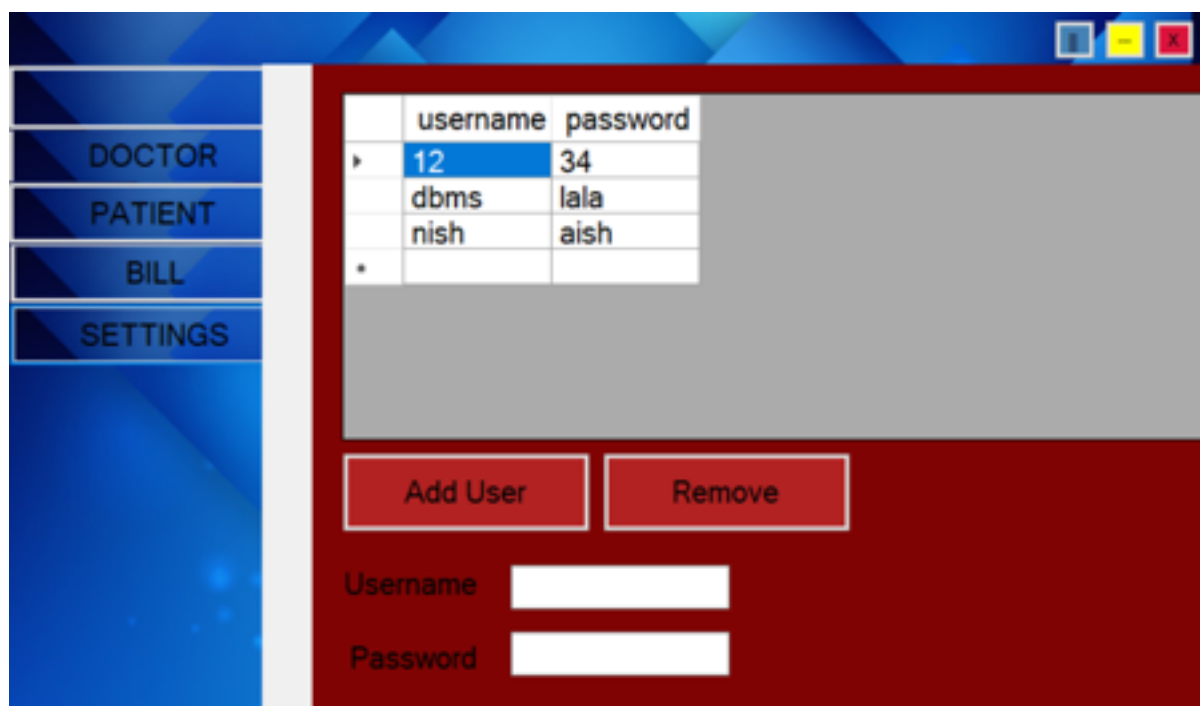 – X
DOCTOR
PATIENT
BILL
SETTINGS
username password
12 34
dbms lala
nish aish
Add User Remove
Username
Password